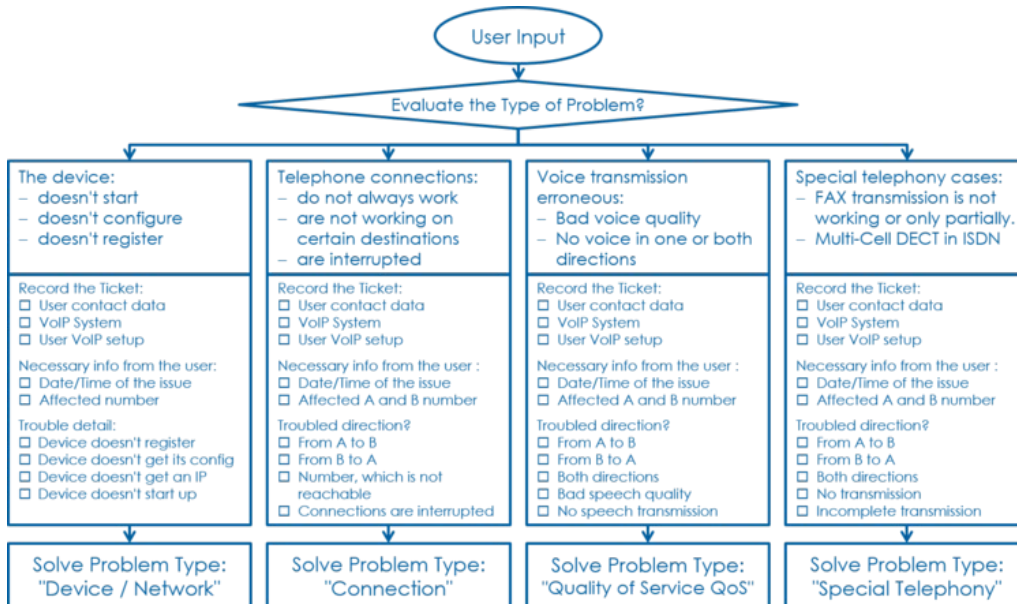 User Input
Evaluate the Type of Problem?
The device:
– doesn't start
– doesn't configure
– doesn't register
Record the Ticket:
☐ User contact data
☐ VoIP System
☐ User VoIP setup
Necessary info from the user:
☐ Date/Time of the issue
☐ Affected number
Trouble detail:
☐ Device doesn't register
☐ Device doesn't get its config
☐ Device doesn't get an IP
☐ Device doesn't start up
Solve Problem Type:
"Device / Network"
Telephone connections:
– do not always work
– are not working on
certain destinations
– are interrupted
Record the Ticket:
☐ User contact data
☐ VoIP System
☐ User VoIP setup
Necessary info from the user :
☐ Date/Time of the issue
☐ Affected A and B number
Troubled direction?
☐ From A to B
☐ From B to A
☐ Number, which is not
reachable
☐ Connections are interrupted
Solve Problem Type:
"Connection"
Voice transmission
erroneous:
– Bad voice quality
– No voice in one or both
directions
Record the Ticket:
☐ User contact data
☐ VoIP System
☐ User VoIP setup
Necessary info from the user :
☐ Date/Time of the issue
☐ Affected A and B number
Troubled direction?
☐ From A to B
☐ From B to A
☐ Both directions
☐ Bad speech quality
☐ No speech transmission
Solve Problem Type:
"Quality of Service QoS"
Special telephony cases:
– FAX transmission is not
working or only partially.
– Multi-Cell DECT in ISDN
Record the Ticket:
☐ User contact data
☐ VoIP System
☐ User VoIP setup
Necessary info from the user :
☐ Date/Time of the issue
☐ Affected A and B number
Troubled direction?
☐ From A to B
☐ From B to A
☐ Both directions
☐ No transmission
☐ Incomplete transmission
Solve Problem Type:
"Special Telephony"